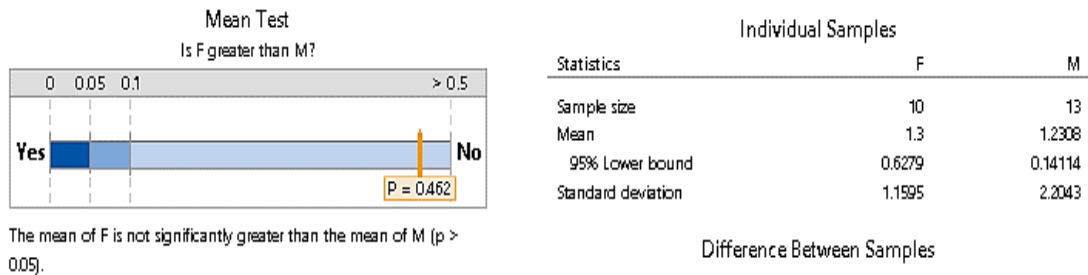 Mean Test
Is F greater than M?
0 0.05 0.1 > 0.5
Yes No
P = 0.462
The mean of F is not significantly greater than the mean of M (p >
0.05).
Individual Samples
Statistics F M
Sample size 10 13
Mean 1.3 1.2308
95% Lower bound 0.6279 0.14114
Standard deviation 1.1595 2.2043
Difference Between Samples